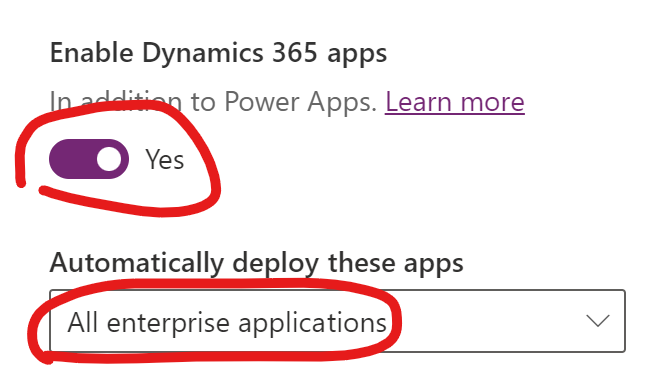 Enable Dynamics 365 apps
In addition to Power Apps. Learn more
Yes
Automatically deploy these apps
All enterprise applications